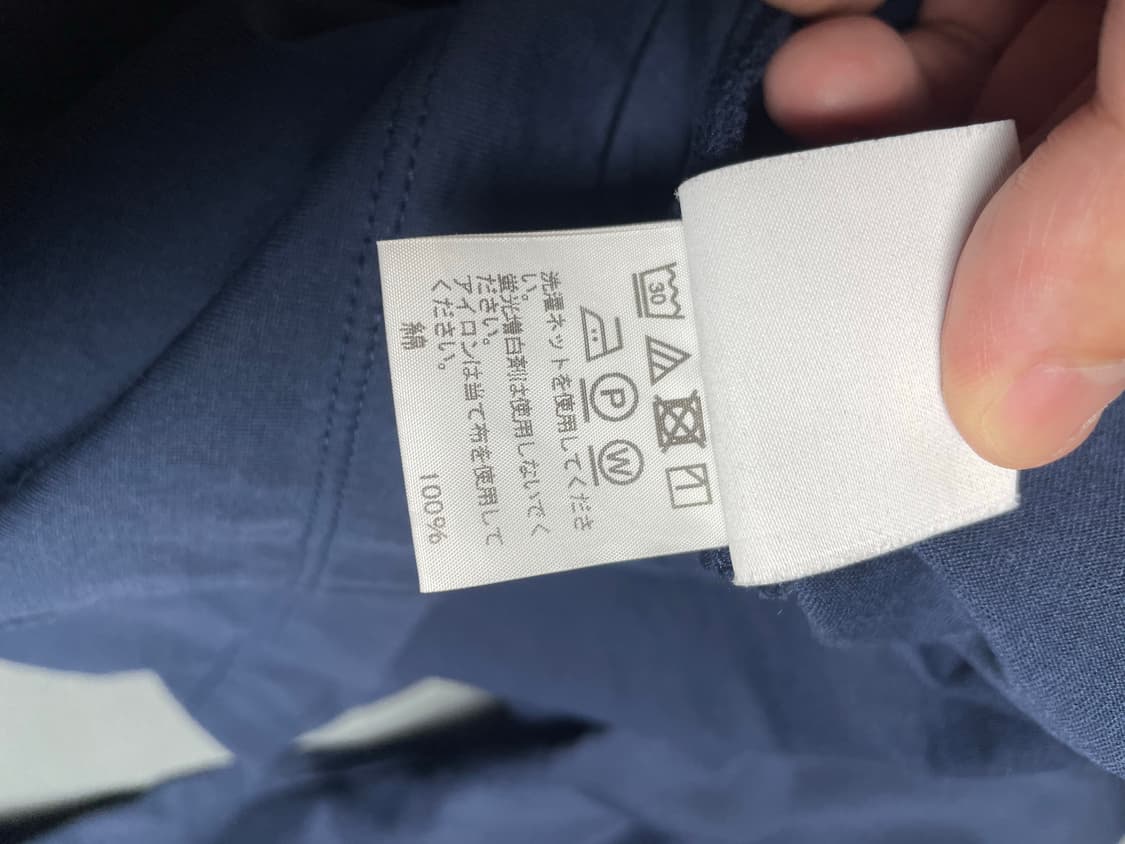 30
P W
洗濯ネットを使用してくださ
い。
蛍光増白剤は使用しないでく
ださい。
アイロンは当て布を使用して
ください。
綿 100%